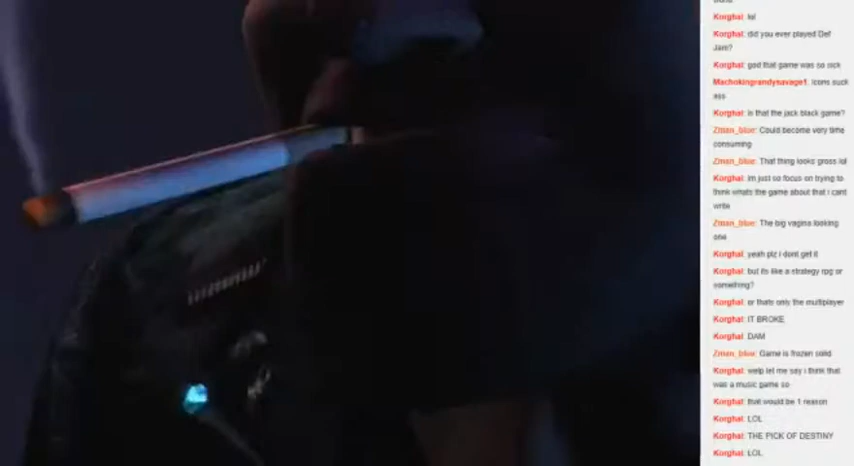 Korghal: lol
Korghal: did you ever played Def
Jam?
Korghal: god that game was so sick
Machokingrandysavage1: Icons suck
ass
Korghal: is that the jack black game?
Zman_blue: Could become very time
consuming
Zman_blue: That thing looks gross lol
Korghal: im just so focus on trying to
think whats the game about that i cant
write
Zman_blue: The big vagina looking
one
Korghal: yeah plz i dont get it
Korghal: but its like a strategy rpg or
something?
Korghal: or thats only the multiplayer
Korghal: IT BROKE
Korghal: DAM
Zman_blue: Game is frozen solid
Korghal: welp let me say i think that
was a music game so
Korghal: that would be 1 reason
Korghal: LOL
Korghal: THE PICK OF DESTINY
Korghal: LOL